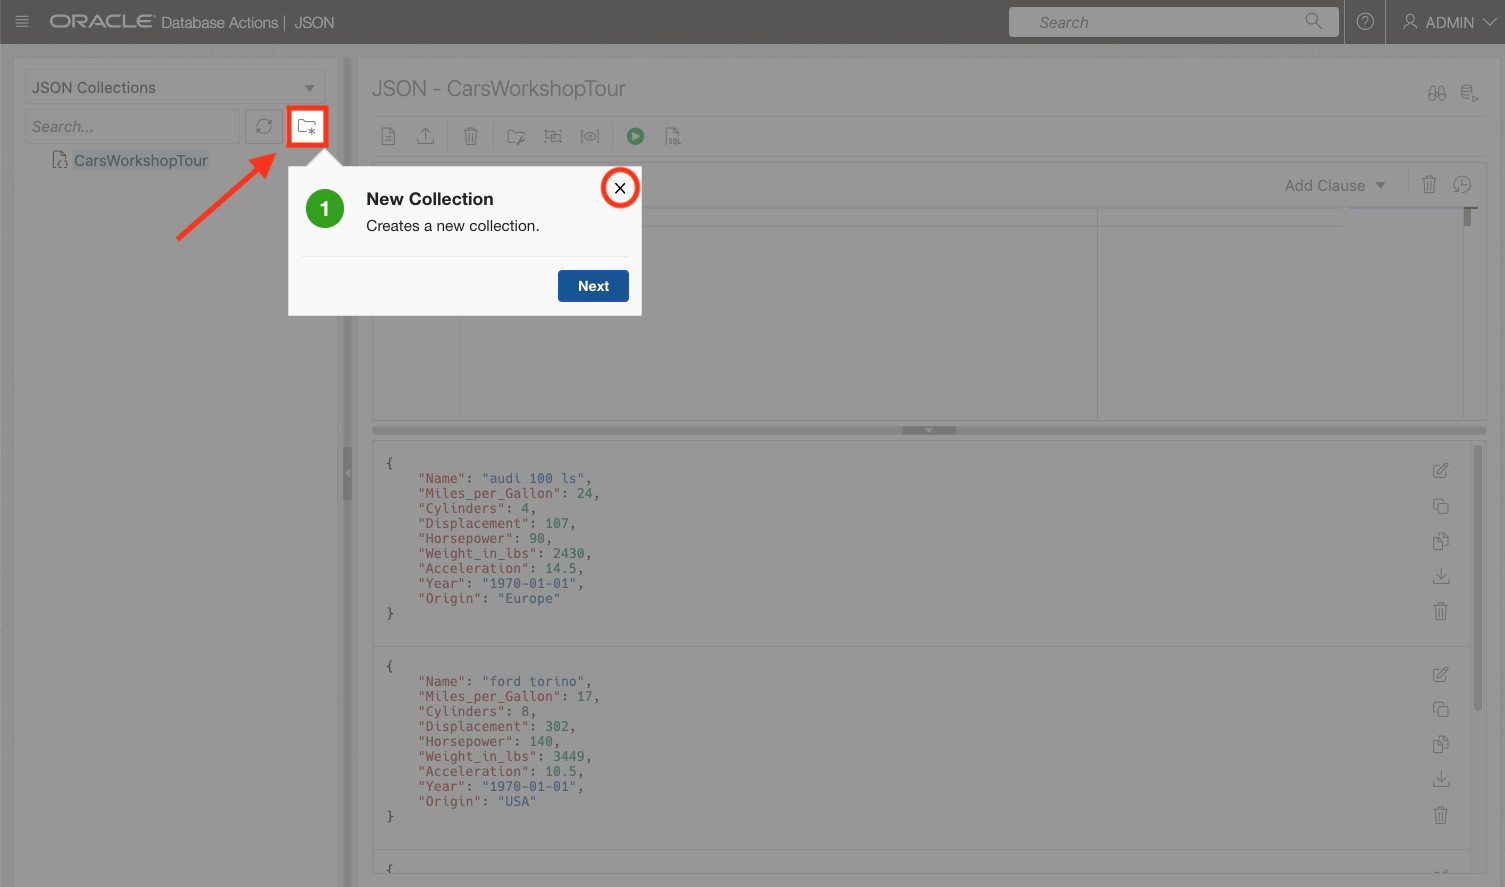 ORACLE Database Actions | JSON
Search
ADMIN
JSON Collections
Search...
CarsWorkshopTour
JSON - CarsWorkshopTour
SQL
Add Clause
1
New Collection
Creates a new collection.
Next
{
"Name": "audi 100 ls",
"Miles_per_Gallon": 24,
"Cylinders": 4,
"Displacement": 107,
"Horsepower": 90,
"Weight_in_lbs": 2430,
"Acceleration": 14.5,
"Year": "1970-01-01",
"Origin": "Europe"
}
{
"Name": "ford torino",
"Miles_per_Gallon": 17,
"Cylinders": 8,
"Displacement": 302,
"Horsepower": 140,
"Weight_in_lbs": 3449,
"Acceleration": 10.5,
"Year": "1970-01-01",
"Origin": "USA"
}
{